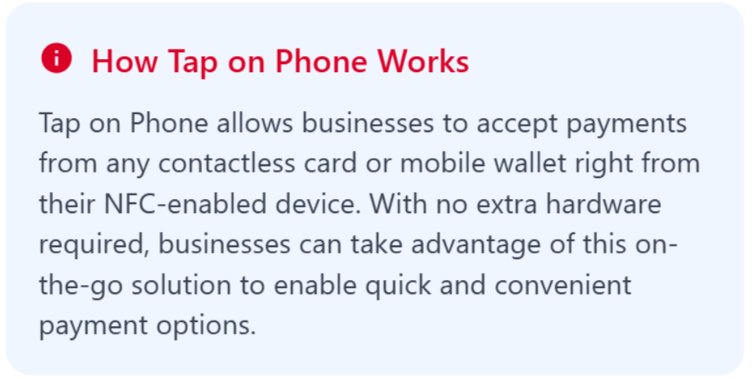 How Tap on Phone Works
Tap on Phone allows businesses to accept payments
from any contactless card or mobile wallet right from
their NFC-enabled device. With no extra hardware
required, businesses can take advantage of this on-
the-go solution to enable quick and convenient
payment options.